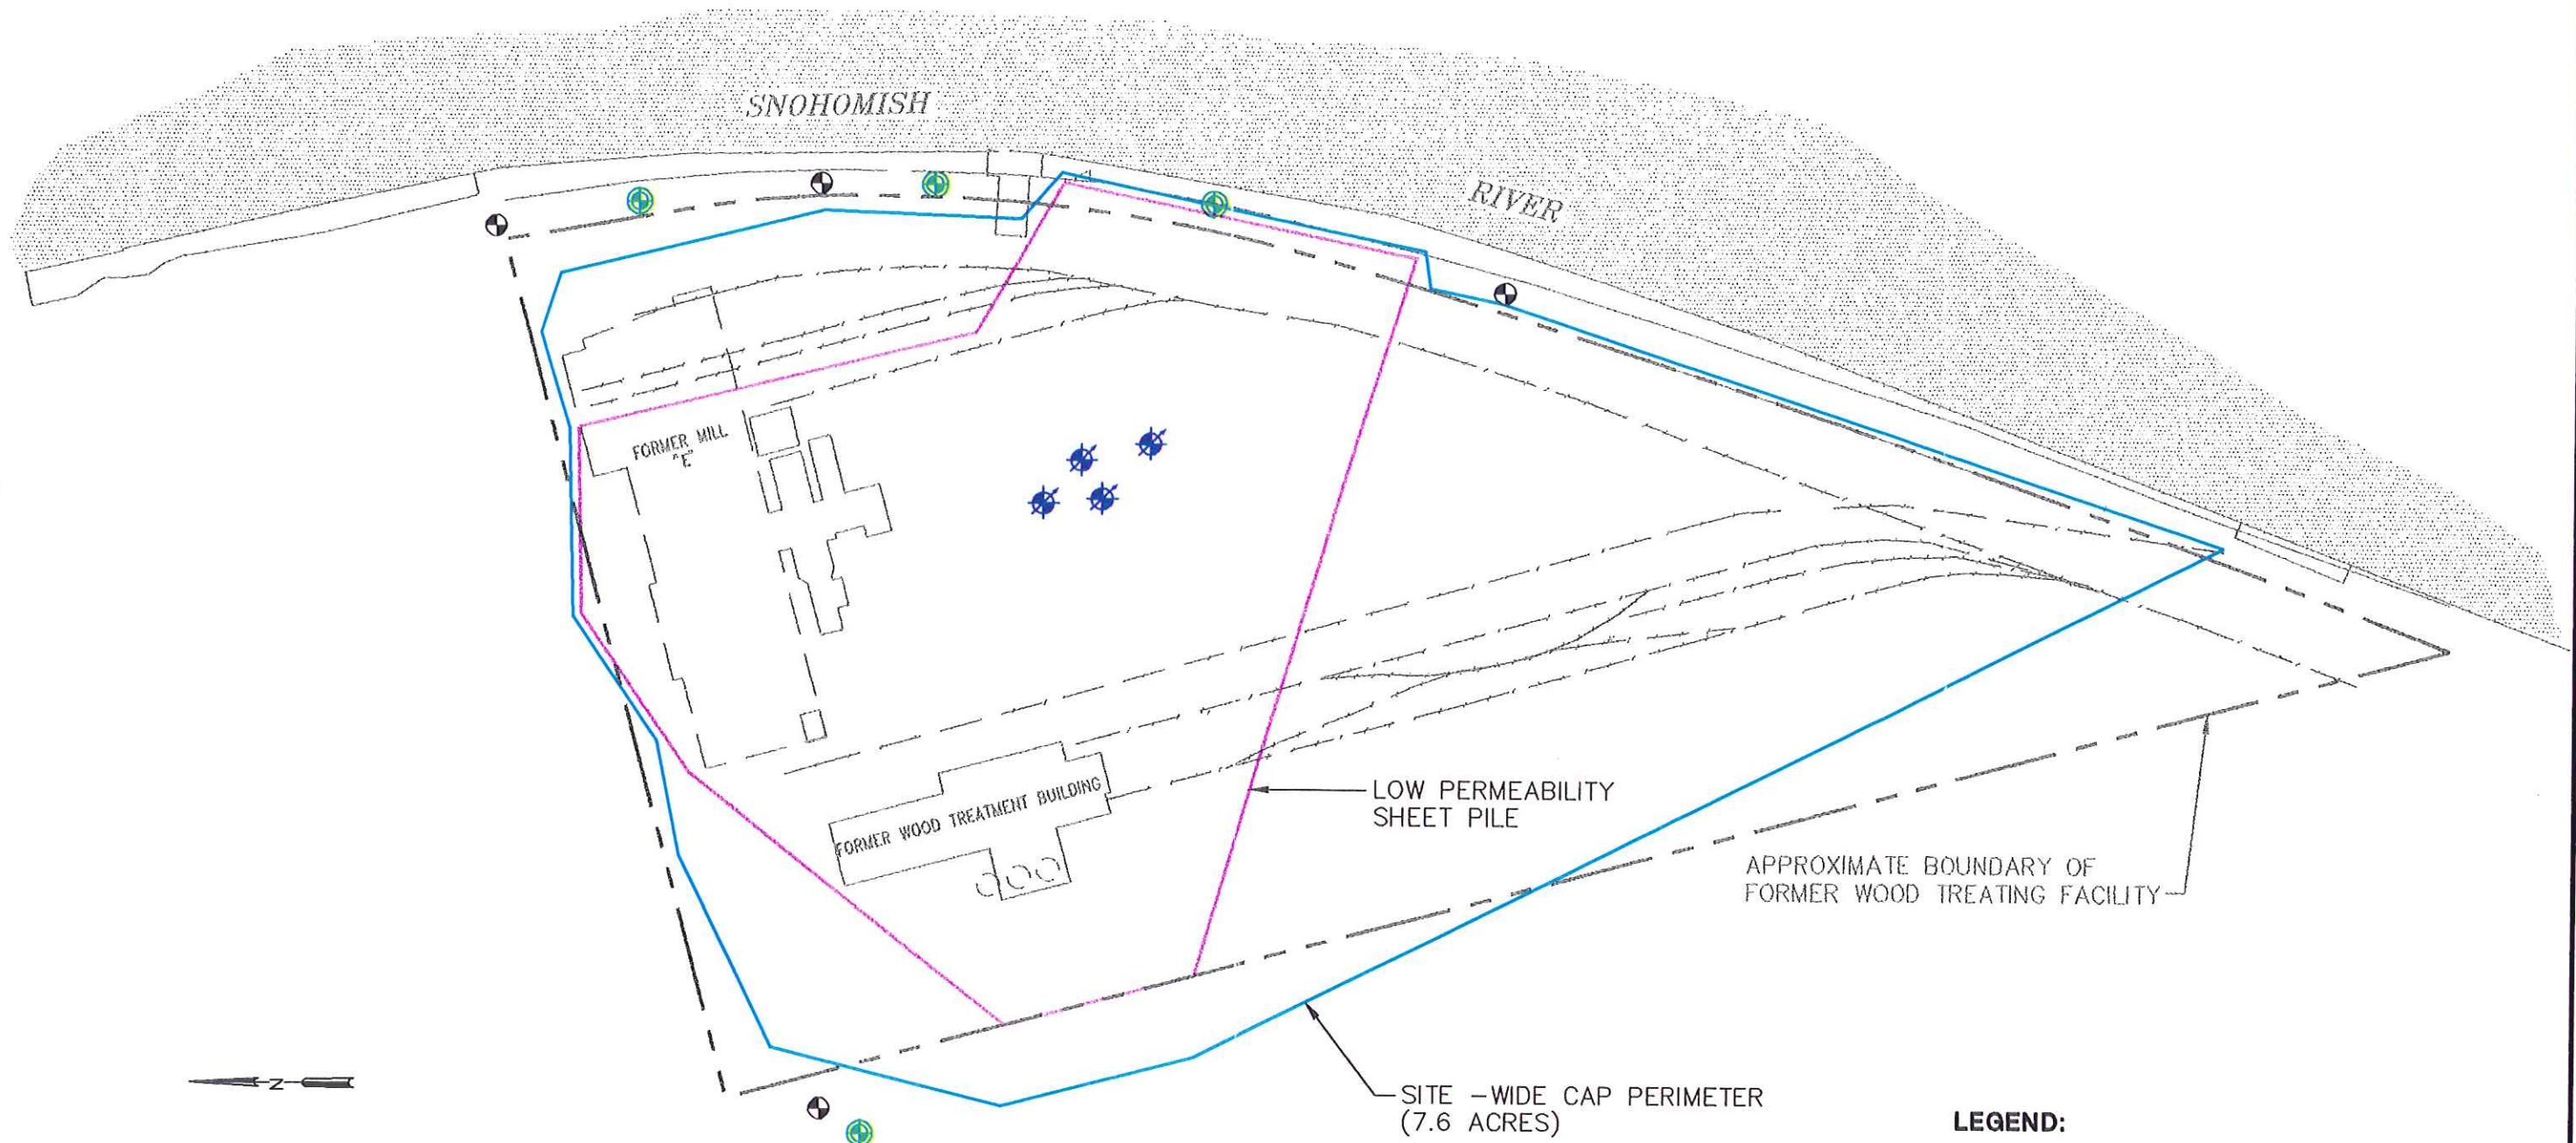 SNOHOMISH
RIVER
FORMER MILL
"E"
FORMER WOOD TREATMENT BUILDING
LOW PERMEABILITY
SHEET PILE
APPROXIMATE BOUNDARY OF
FORMER WOOD TREATING FACILITY
N
SITE -WIDE CAP PERIMETER
(7.6 ACRES)
LEGEND: